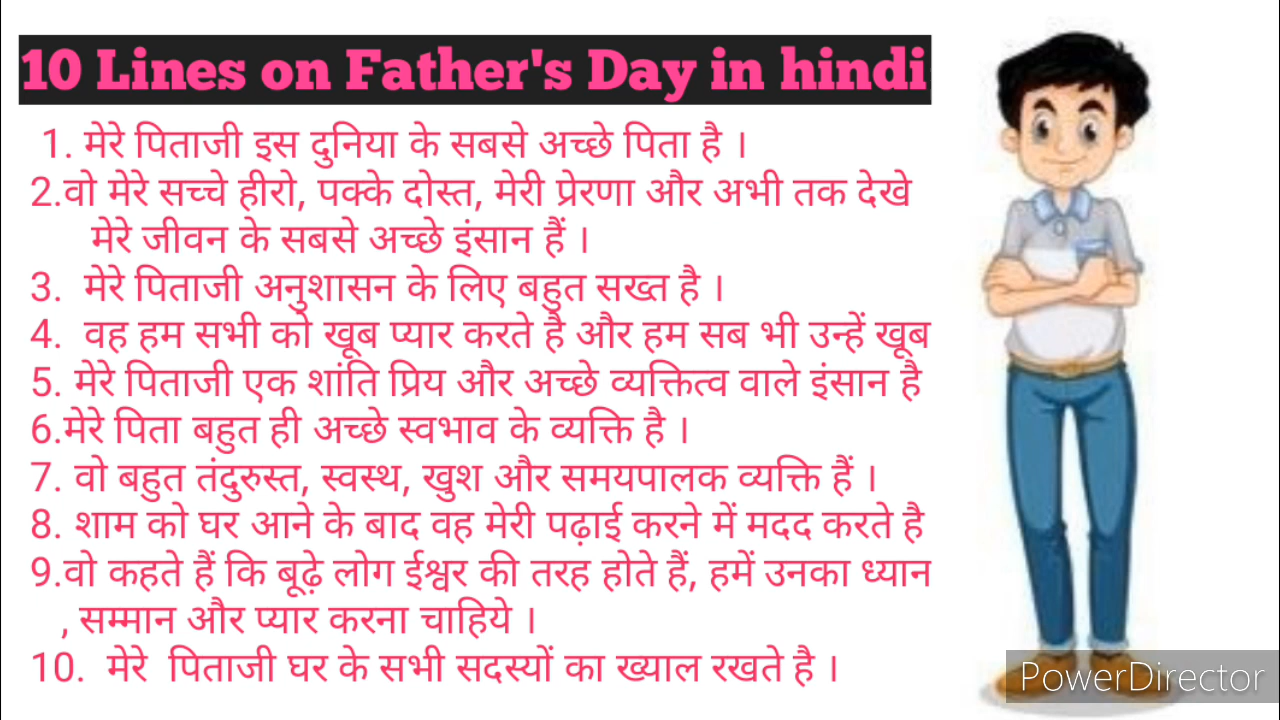 10 Lines on Father's Day in hindi
1. मेरे पिताजी इस दुनिया के सबसे अच्छे पिता है ।
2.वो मेरे सच्चे हीरो, पक्के दोस्त, मेरी प्रेरणा और अभी तक देखे
मेरे जीवन के सबसे अच्छे इंसान हैं ।
3. मेरे पिताजी अनुशासन के लिए बहुत सख्त है ।
4. वह हम सभी को खूब प्यार करते है और हम सब भी उन्हें खूब
5. मेरे पिताजी एक शांति प्रिय और अच्छे व्यक्तित्व वाले इंसान है
6.मेरे पिता बहुत ही अच्छे स्वभाव के व्यक्ति है ।
7. वो बहुत तंदुरुस्त, स्वस्थ, खुश और समयपालक व्यक्ति हैं ।
8. शाम को घर आने के बाद वह मेरी पढ़ाई करने में मदद करते है
9.वो कहते हैं कि बूढ़े लोग ईश्वर की तरह होते हैं, हमें उनका ध्यान
, सम्मान और प्यार करना चाहिये ।
10. मेरे पिताजी घर के सभी सदस्यों का ख्याल रखते है ।
PowerDirector